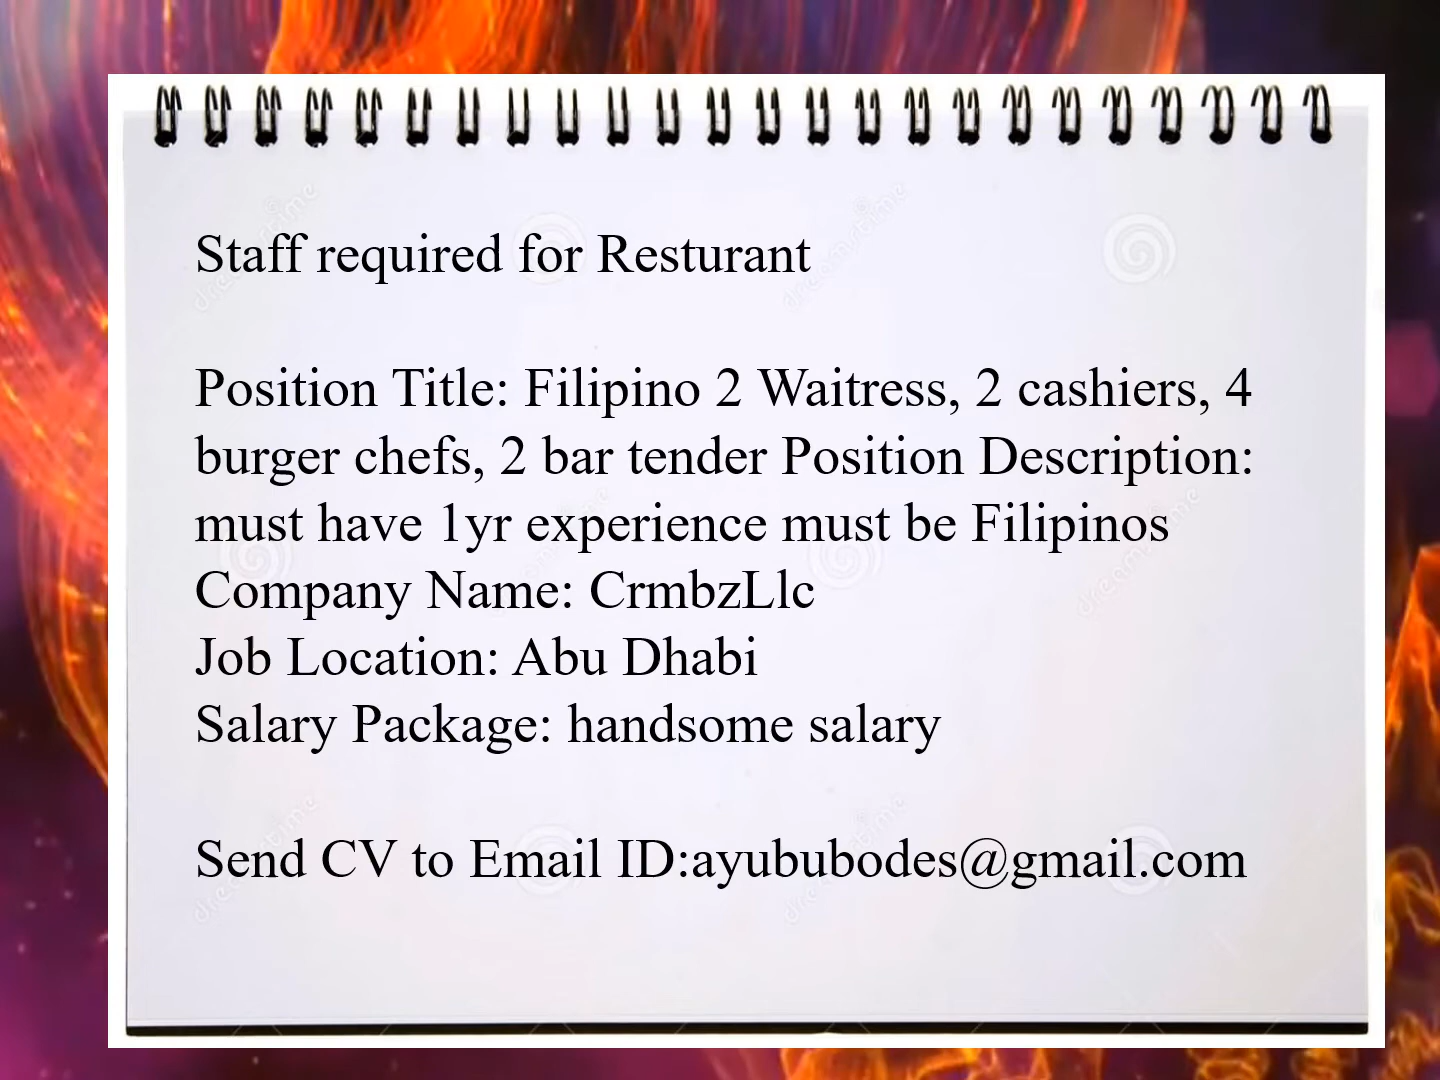 Staff required for Resturant
Position Title: Filipino 2 Waitress, 2 cashiers, 4
burger chefs, 2 bar tender Position Description:
must have 1yr experience must be Filipinos
Company Name: CrmbzLlc
Job Location: Abu Dhabi
Salary Package: handsome salary
Send CV to Email ID:ayububodes@gmail.com